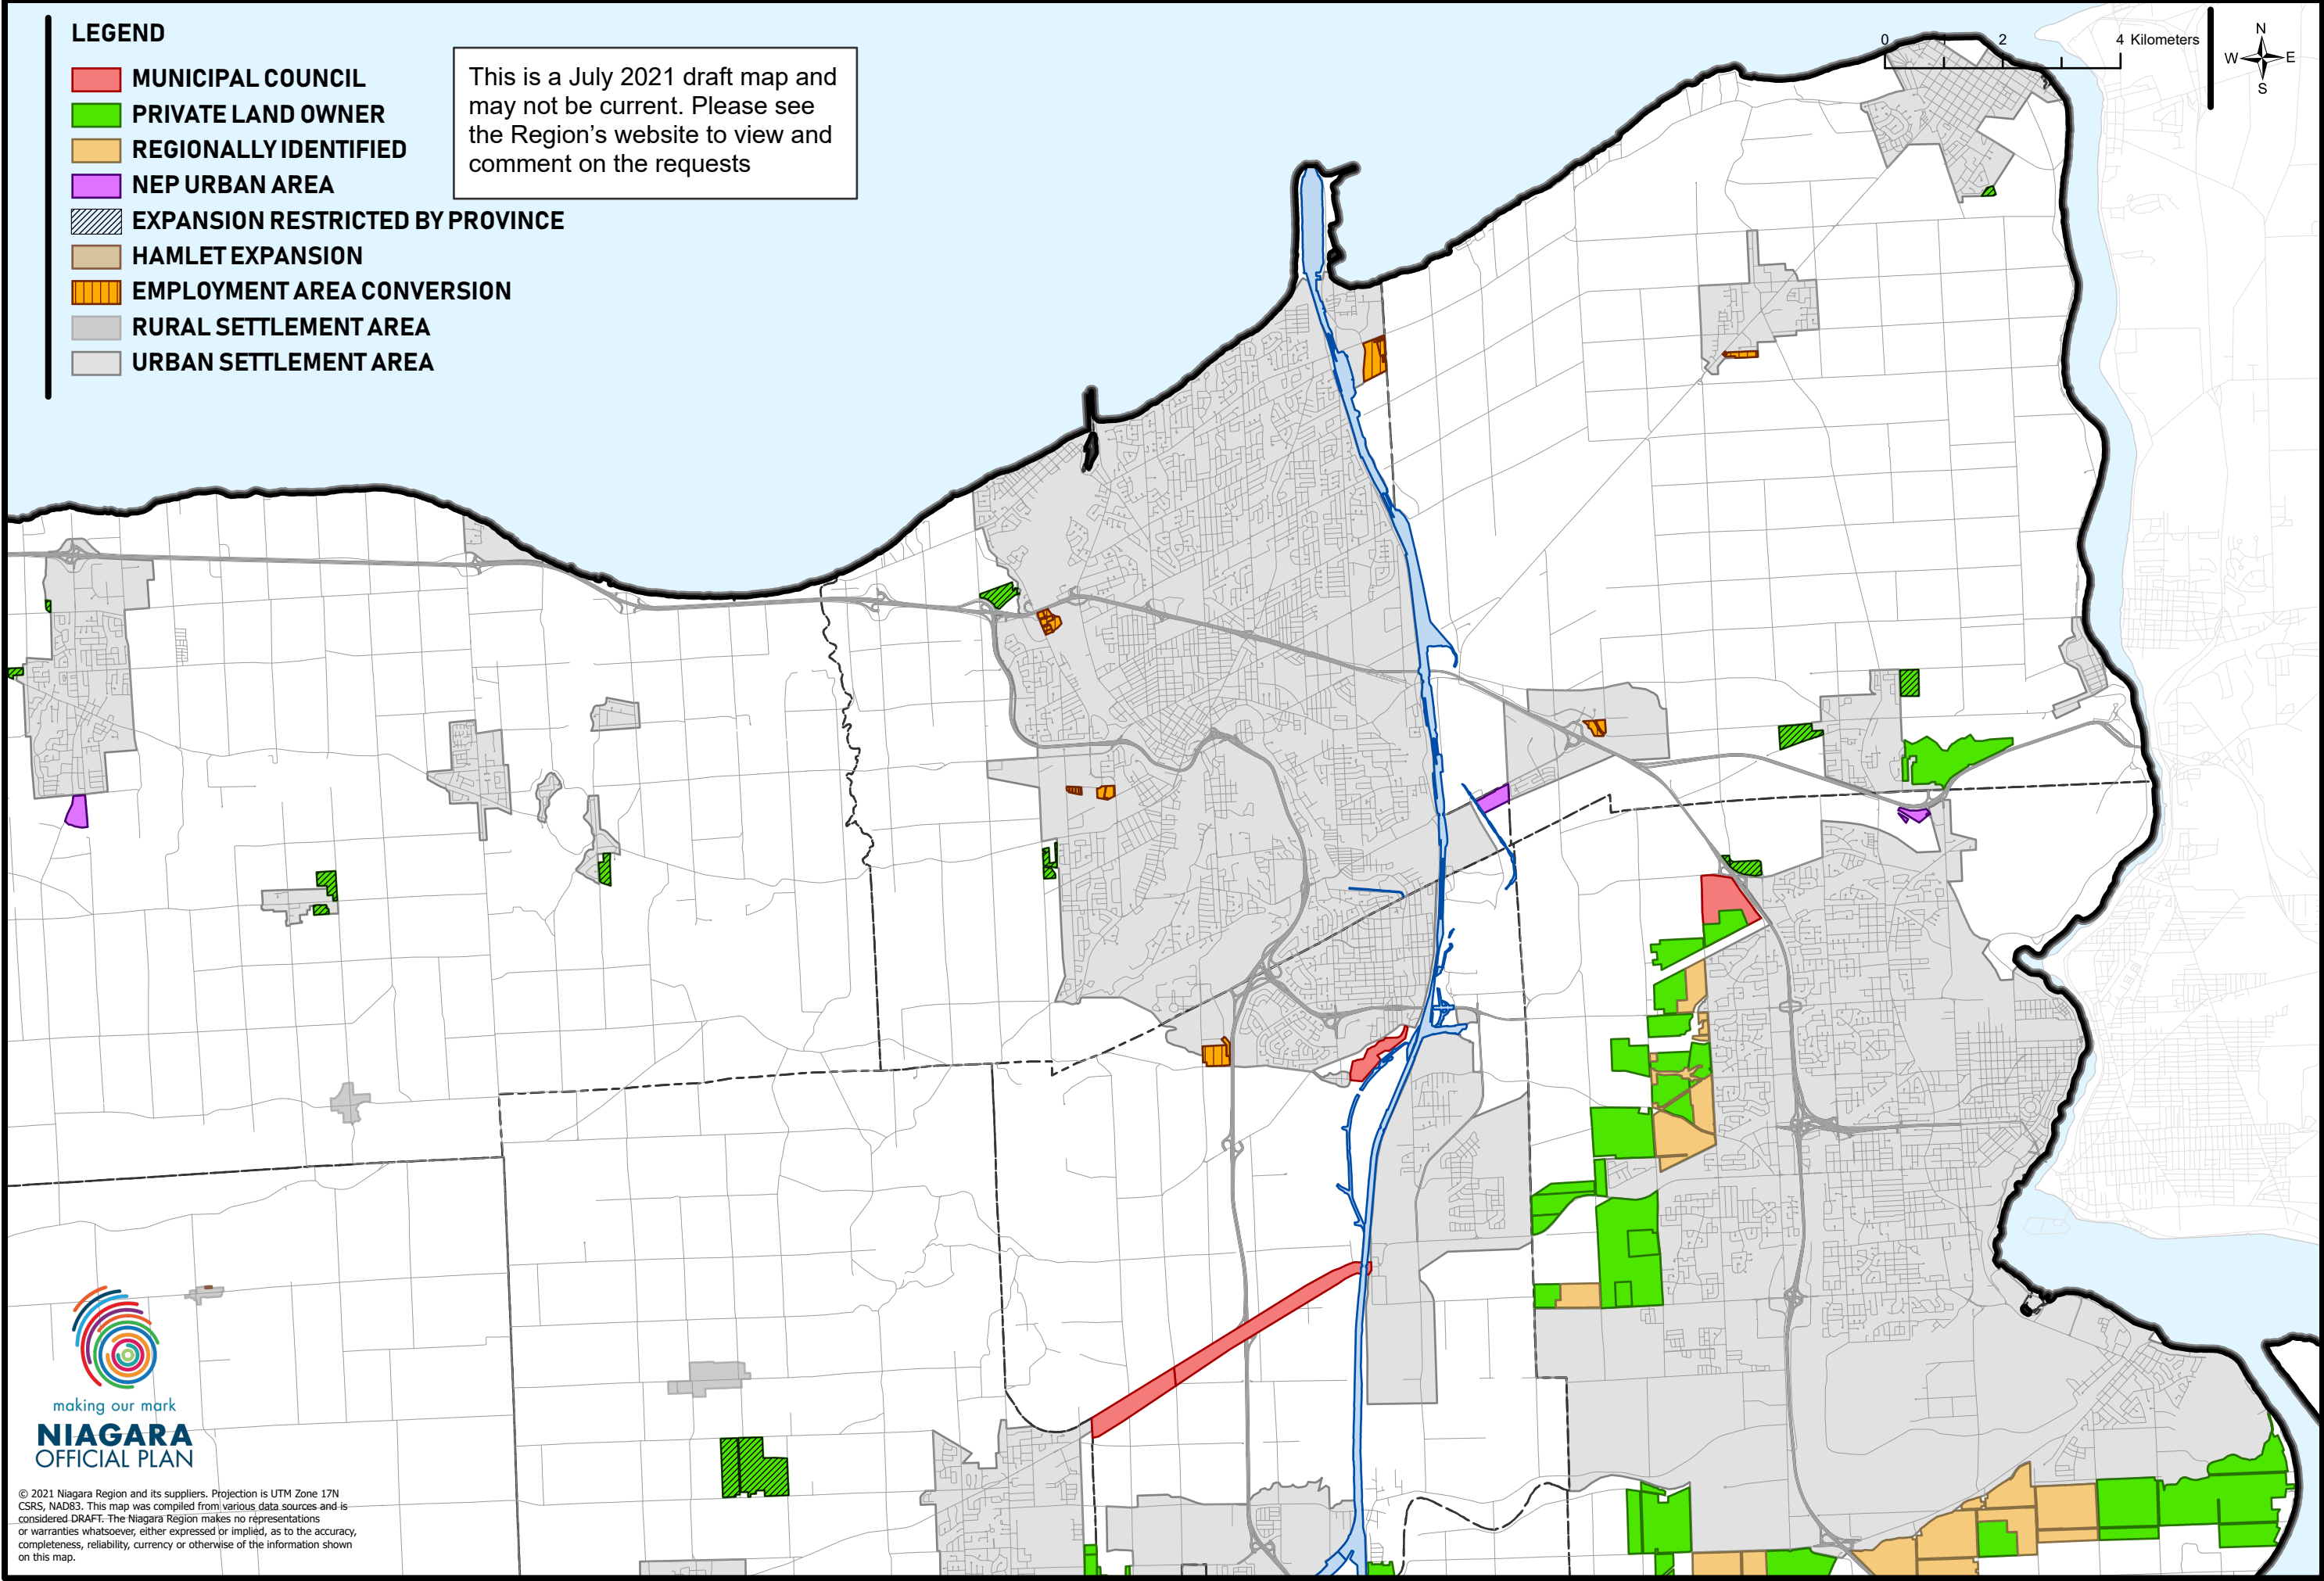 LEGEND
MUNICIPAL COUNCIL
PRIVATE LAND OWNER
REGIONALLY IDENTIFIED
NEP URBAN AREA
EXPANSION RESTRICTED BY PROVINCE
HAMLET EXPANSION
EMPLOYMENT AREA CONVERSION
RURAL SETTLEMENT AREA
URBAN SETTLEMENT AREA
This is a July 2021 draft map and
may not be current. Please see
the Region's website to view and
comment on the requests
0 2 4 Kilometers
N
W E
S
making our mark
NIAGARA
OFFICIAL PLAN
© 2021 Niagara Region and its suppliers. Projection is UTM Zone 17N
CSRS, NAD83. This map was compiled from various data sources and is
considered DRAFT. The Niagara Region makes no representations
or warranties whatsoever, either expressed or implied, as to the accuracy,
completeness, reliability, currency or otherwise of the information shown
on this map.